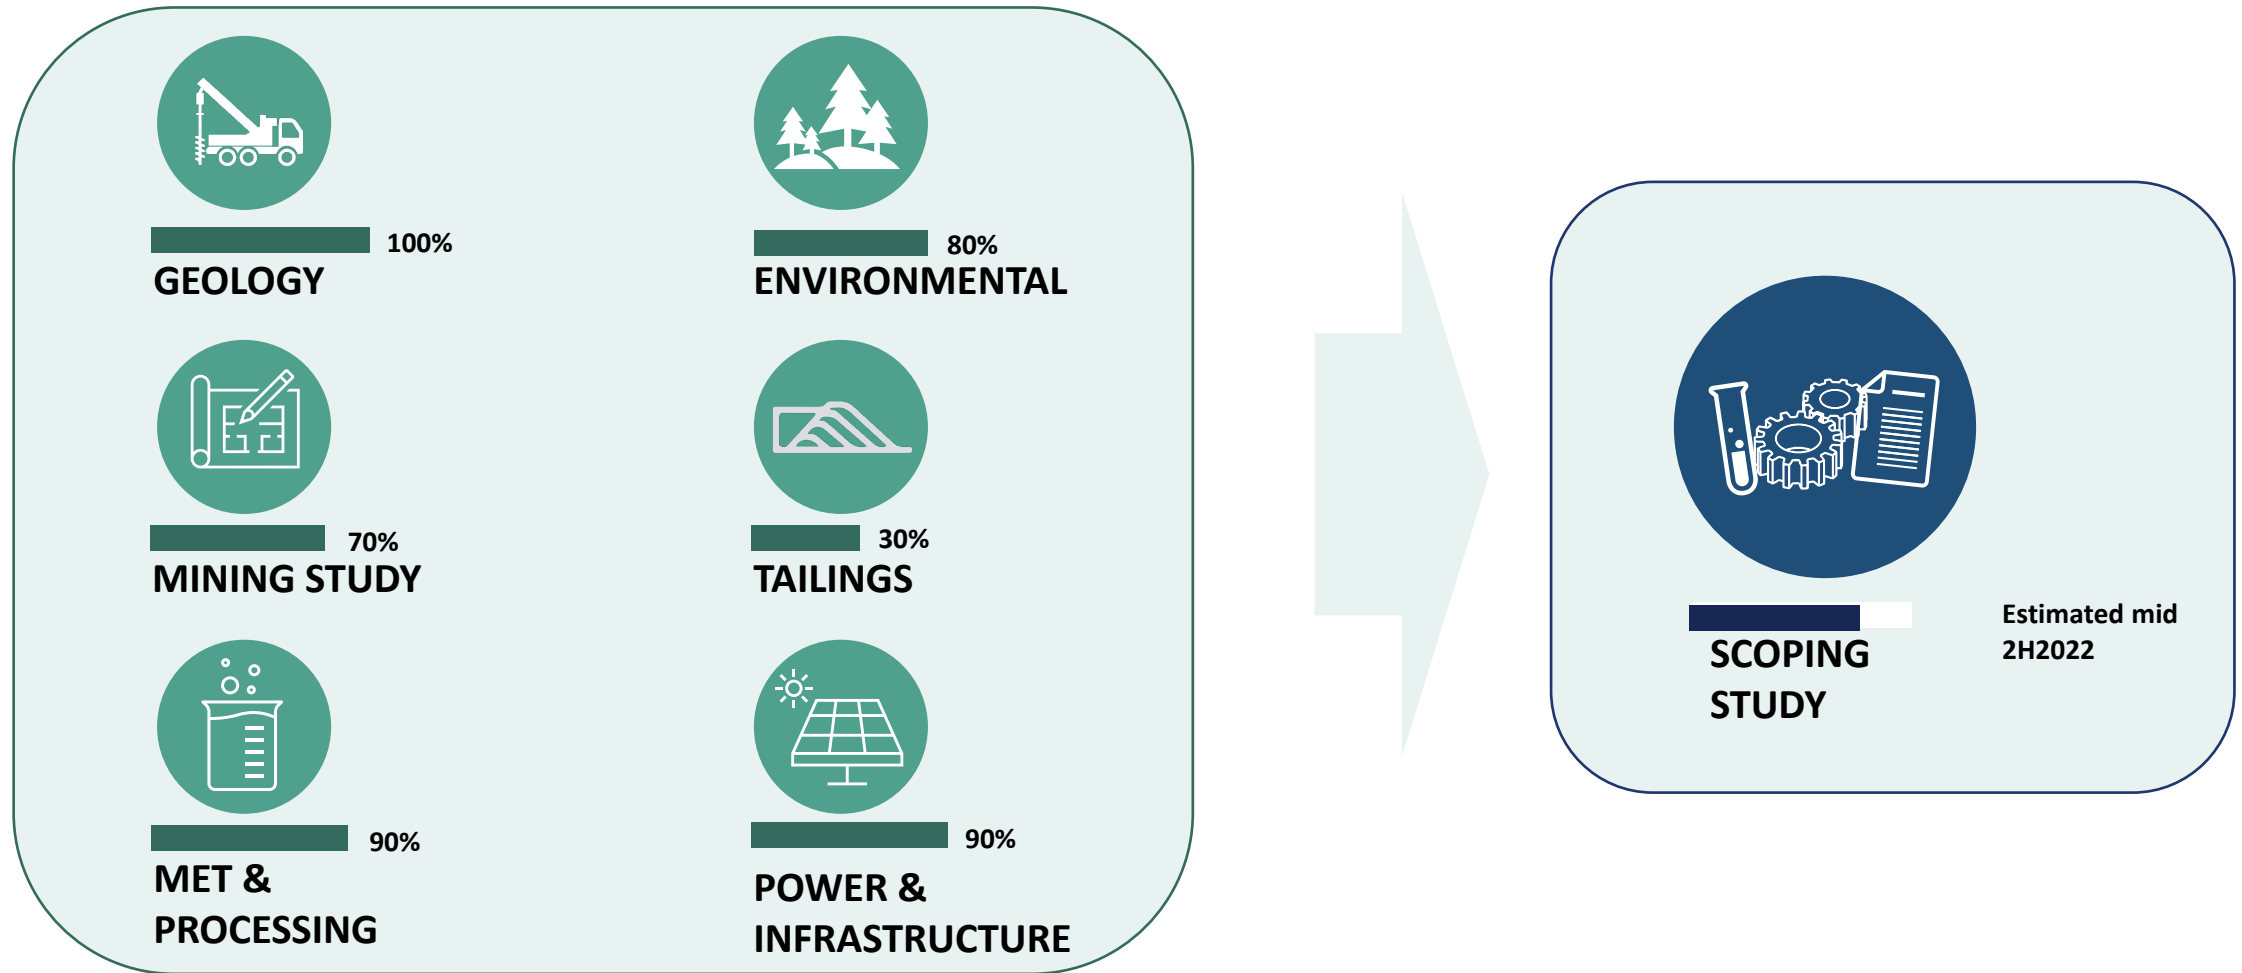 100%
GEOLOGY
80%
ENVIRONMENTAL
70%
MINING STUDY
30%
TAILINGS
90%
MET &
PROCESSING
90%
POWER &
INFRASTRUCTURE
SCOPING
STUDY
Estimated mid
2H2022